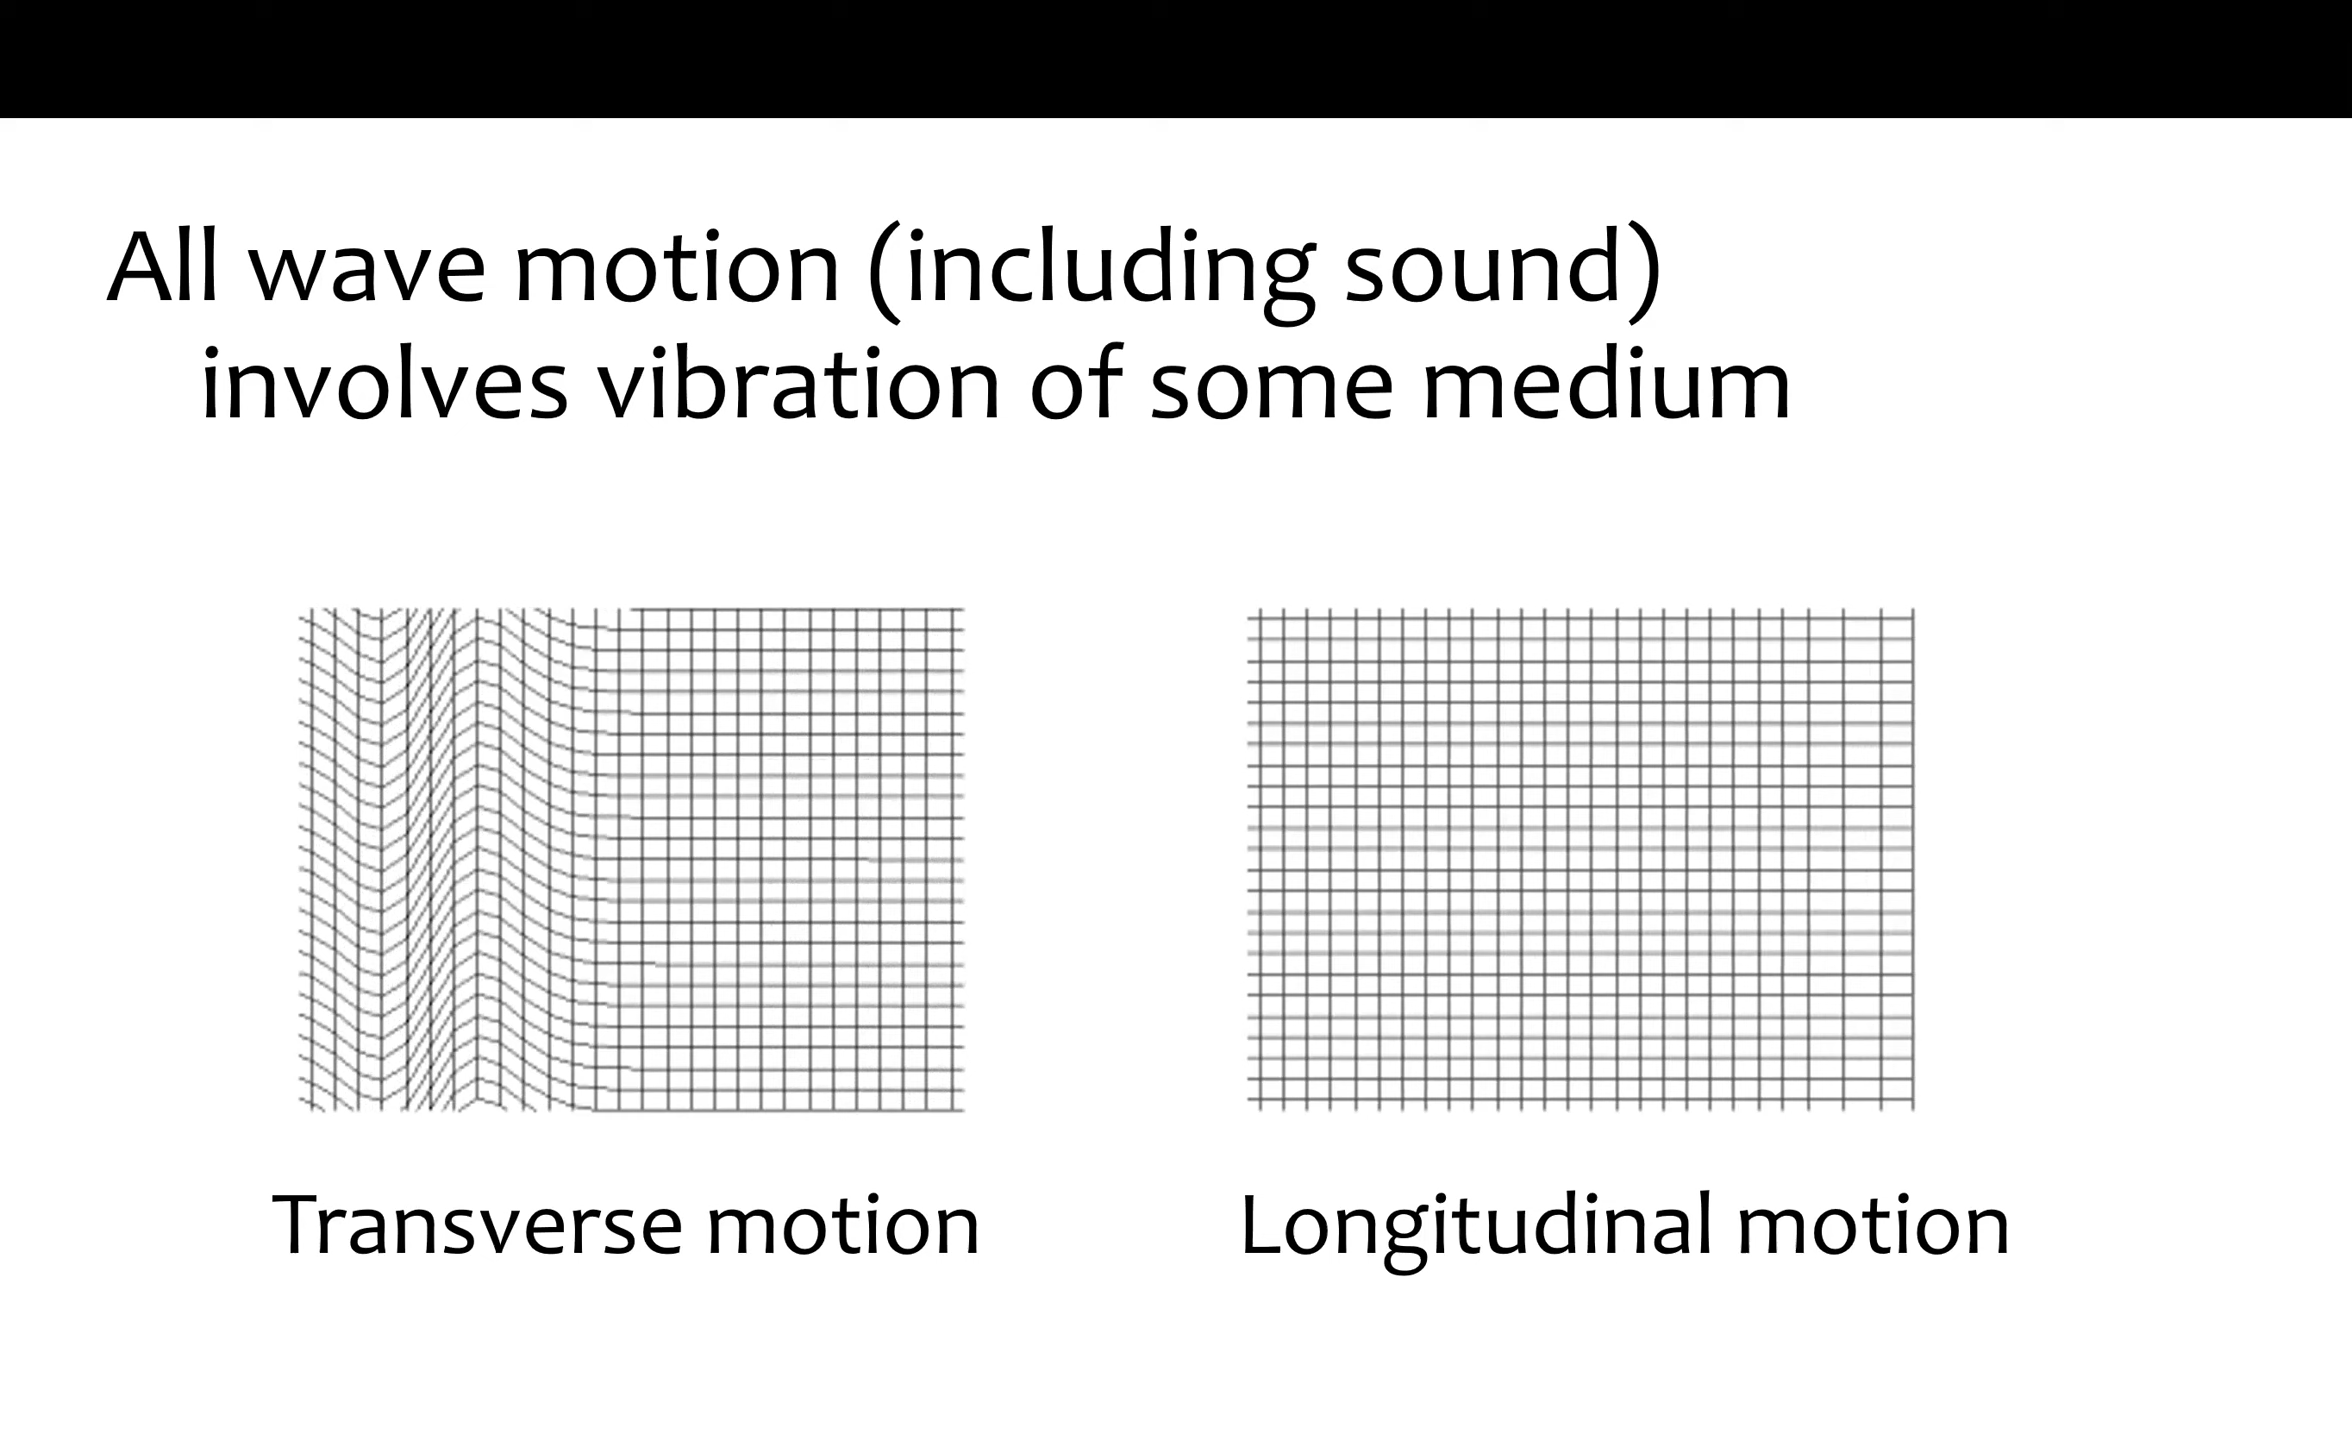 All wave motion (including sound)
involves vibration of some medium
Transverse motion
Longitudinal motion